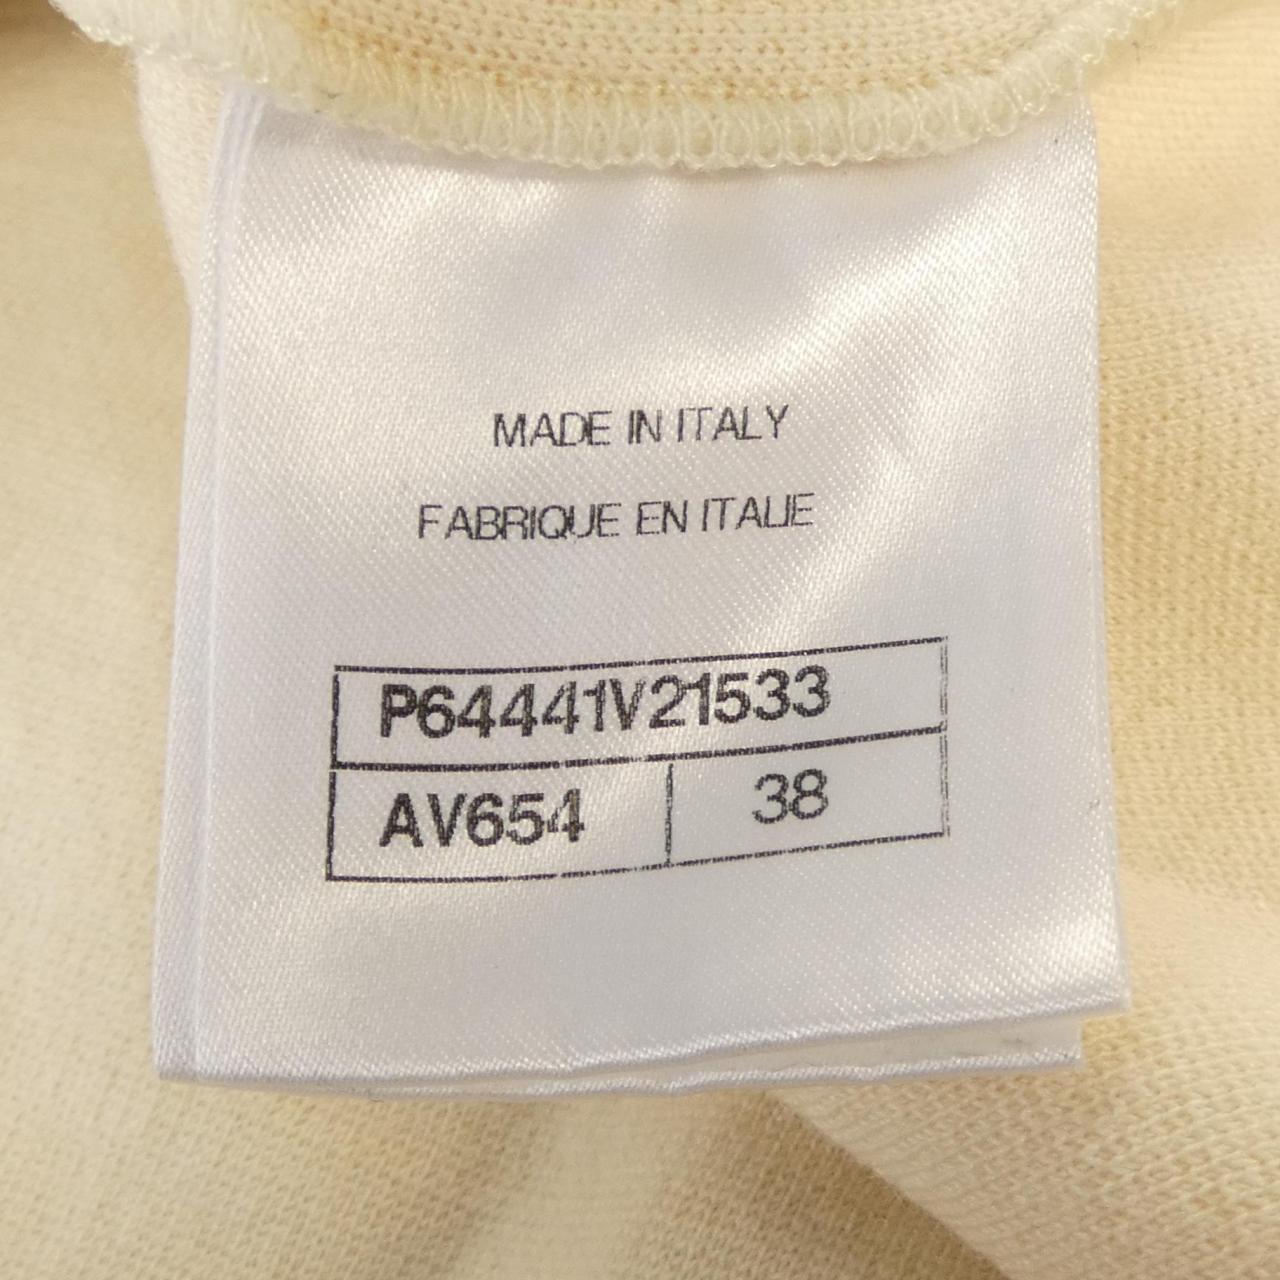 MADE IN ITALY
FABRIQUE EN ITALIE
P64441V21533
AV654 38